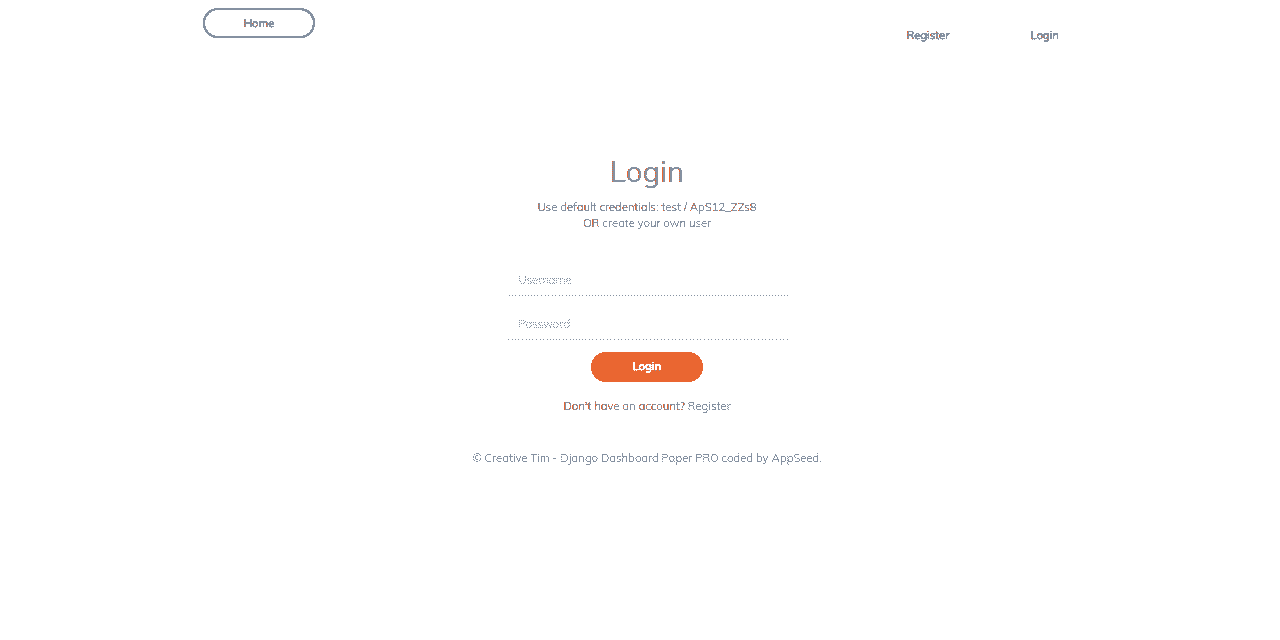 Home
Register
Login
Login
Use default credentials: test / ApS12_ZZs8
OR create your own user
Username
Password
Login
Don't have an account? Register
© Creative Tim - Django Dashboard Paper PRO coded by AppSeed.